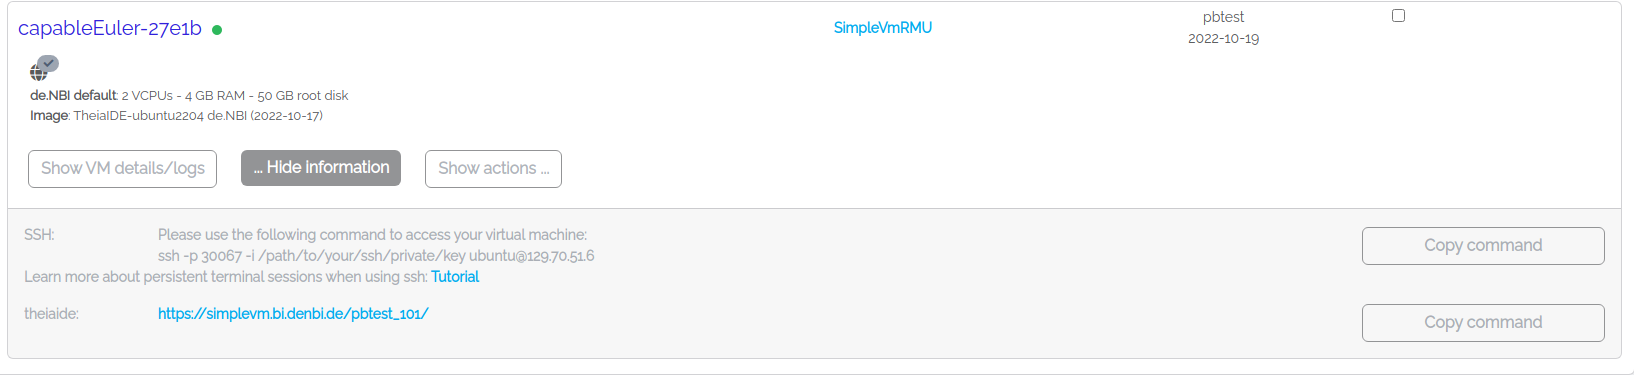 capableEuler-27e1b
SimpleVmRMU
pbtest
2022-10-19
de.NBI default: 2 VCPUs - 4 GB RAM - 50 GB root disk
Image: TheiaIDE-ubuntu2204 de.NBI (2022-10-17)
Show VM details/logs
... Hide information
Show actions ...
SSH:
Please use the following command to access your virtual machine:
ssh -p 30067 -i /path/to/your/ssh/private/key ubuntu@129.70.51.6
Copy command
Learn more about persistent terminal sessions when using ssh: Tutorial
theiaide:
https://simplevm.bi.denbi.de/pbtest_101/
Copy command